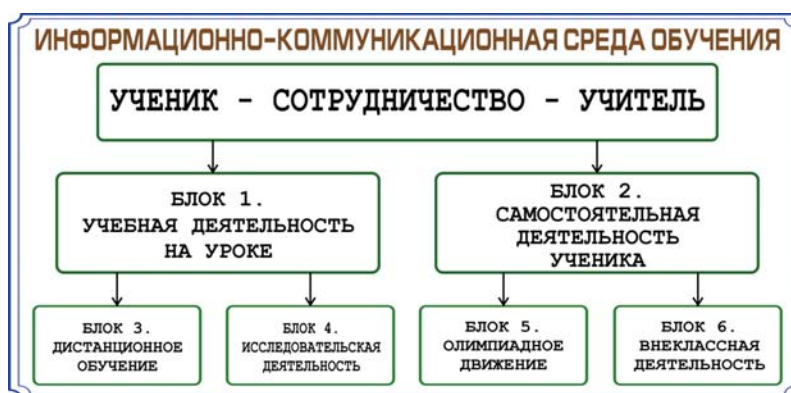 ИНФОРМАЦИОННО-КОММУНИКАЦИОННАЯ СРЕДА ОБУЧЕНИЯ
УЧЕНИК - СОТРУДНИЧЕСТВО - УЧИТЕЛЬ
БЛОК 1.
УЧЕБНАЯ ДЕЯТЕЛЬНОСТЬ
НА УРОКЕ
БЛОК 2.
САМОСТОЯТЕЛЬНАЯ
ДЕЯТЕЛЬНОСТЬ
УЧЕНИКА
БЛОК 3.
ДИСТАНЦИОННОЕ
ОБУЧЕНИЕ
БЛОК 4.
ИССЛЕДОВАТЕЛЬСКАЯ
ДЕЯТЕЛЬНОСТЬ
БЛОК 5.
ОЛИМПИАДНОЕ
ДВИЖЕНИЕ
БЛОК 6.
ВНЕКЛАССНАЯ
ДЕЯТЕЛЬНОСТЬ